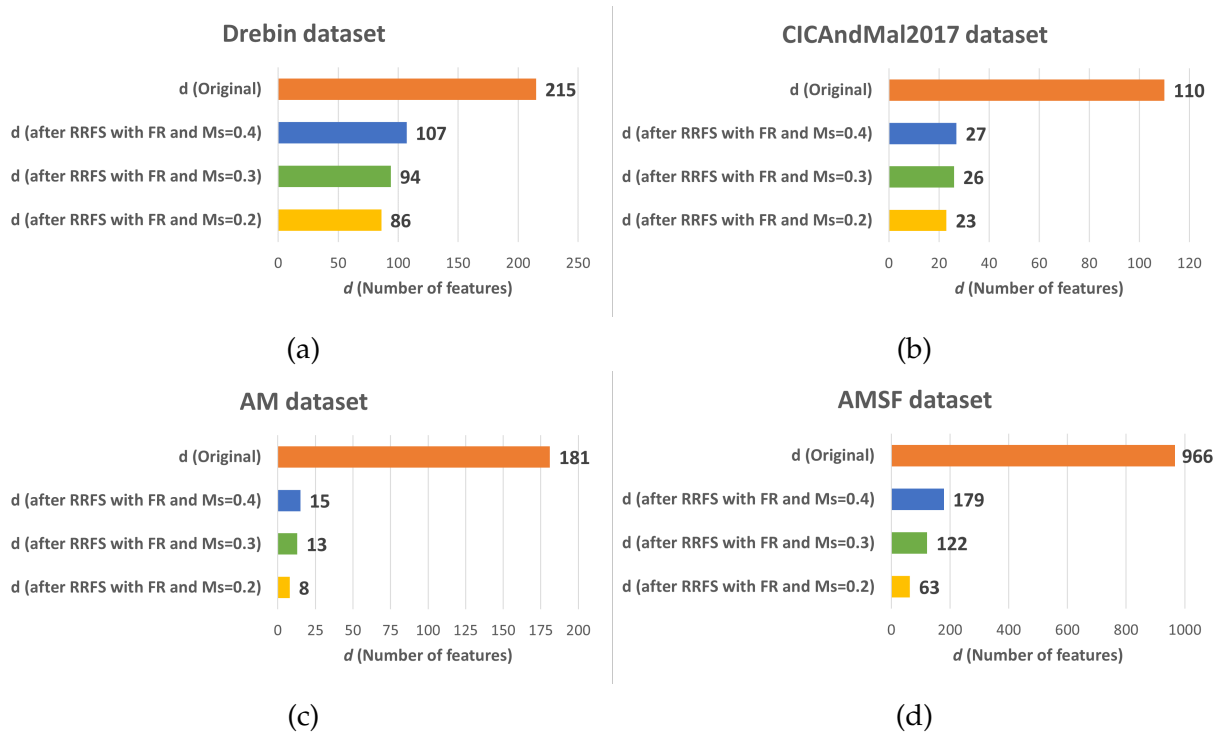 Drebin dataset
d (Original) 215
d (after RRFS with FR and Ms=0.4) 107
d (after RRFS with FR and Ms=0.3) 94
d (after RRFS with FR and Ms=0.2) 86
0 50 100 150 200 250
d (Number of features)
(a)
CICAndMal2017 dataset
d (Original) 110
d (after RRFS with FR and Ms=0.4) 27
d (after RRFS with FR and Ms=0.3) 26
d (after RRFS with FR and Ms=0.2) 23
0 20 40 60 80 100 120
d (Number of features)
(b)
AM dataset
d (Original) 181
d (after RRFS with FR and Ms=0.4) 15
d (after RRFS with FR and Ms=0.3) 13
d (after RRFS with FR and Ms=0.2) 8
0 25 50 75 100 125 150 175 200
d (Number of features)
(c)
AMSF dataset
d (Original) 966
d (after RRFS with FR and Ms=0.4) 179
d (after RRFS with FR and Ms=0.3) 122
d (after RRFS with FR and Ms=0.2) 63
0 200 400 600 800 1000
d (Number of features)
(d)